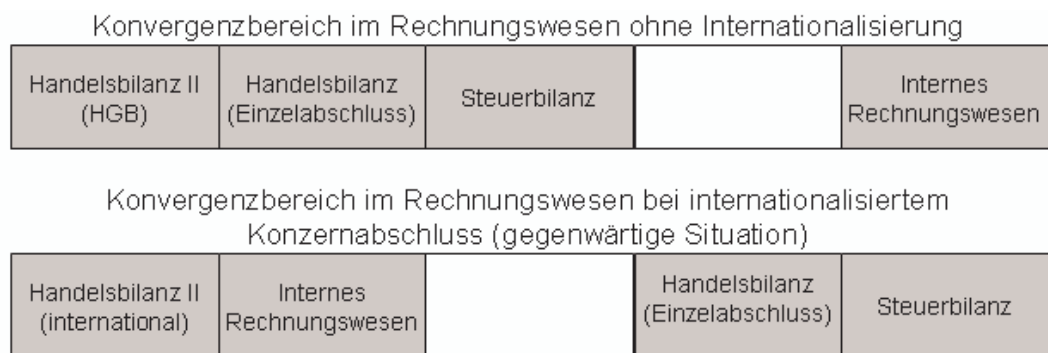 Konvergenzbereich im Rechnungswesen ohne Internationalisierung
Handelsbilanz II
(HGB)
Handelsbilanz
(Einzelabschluss)
Steuerbilanz
Internes
Rechnungswesen
Konvergenzbereich im Rechnungswesen bei internationalisiertem
Konzernabschluss (gegenwärtige Situation)
Handelsbilanz II
(international)
Internes
Rechnungswesen
Handelsbilanz
(Einzelabschluss)
Steuerbilanz